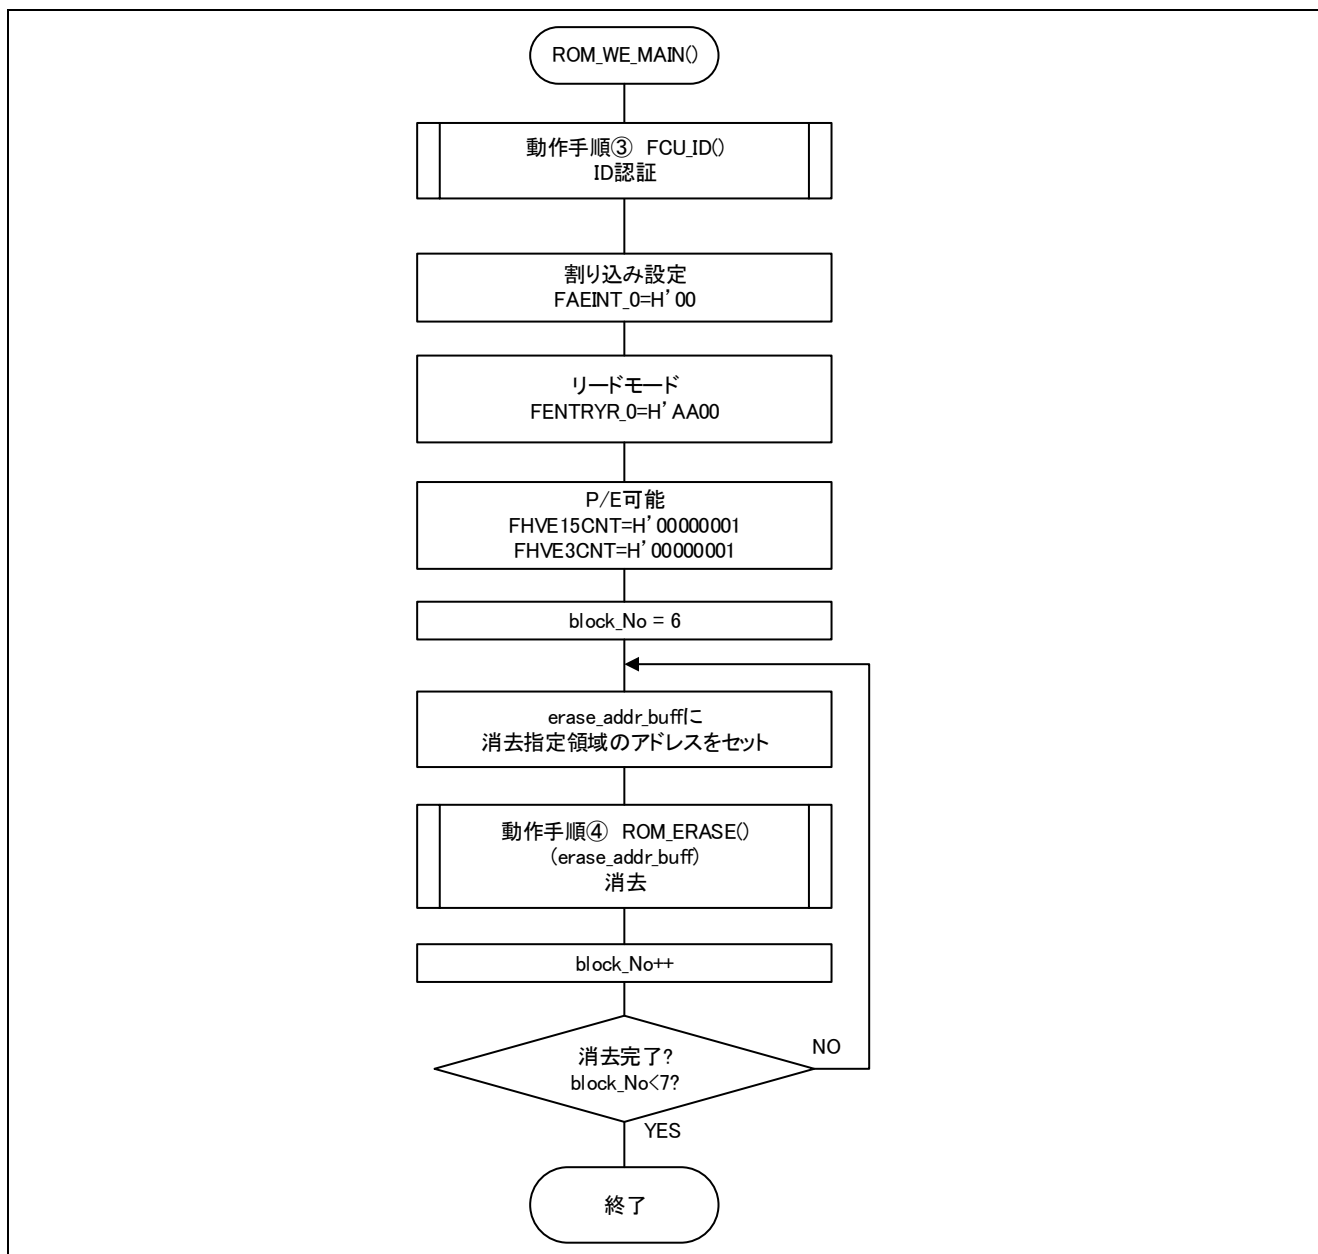 ROM_WE_MAIN()
動作手順③　FCU_ID()
ID認証
割り込み設定
FAEINT_0=H’00
リードモード
FENTRYR_0=H’AA00
P/E可能
FHVE15CNT=H’00000001
FHVE3CNT=H’00000001
block_No = 6
erase_addr_buffに
消去指定領域のアドレスをセット
動作手順④　ROM_ERASE()
(erase_addr_buff)
消去
block_No++
消去完了?
block_No<7?
NO
YES
終了